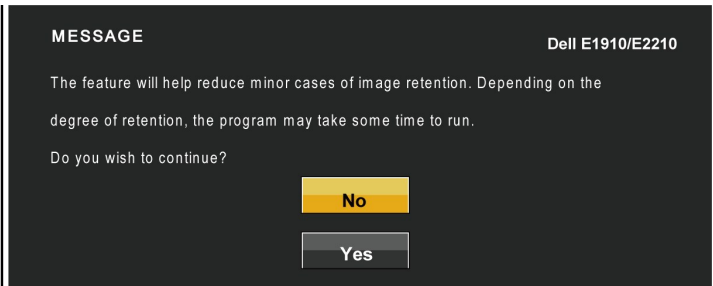 MESSAGE
Dell E1910/E2210
The feature will help reduce minor cases of image retention. Depending on the
degree of retention, the program may take some time to run.
Do you wish to continue?
No
Yes